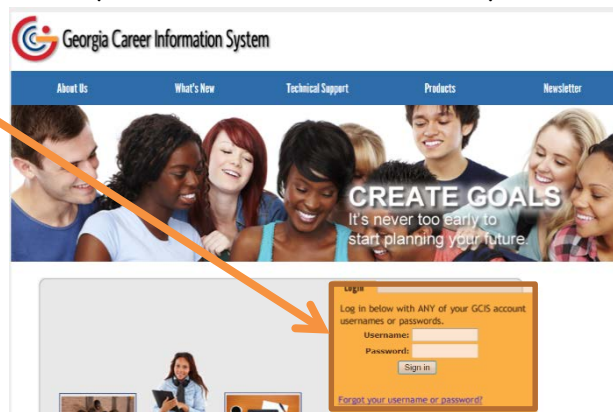 Georgia Career Information System
About Us What's New Technical Support Products Newsletter
CREATE GOALS
It's never too early to
start planning your future.
Login
Log in below with ANY of your GCIS account
usernames or passwords.
Username:
Password:
Sign in
Forgot your username or password?